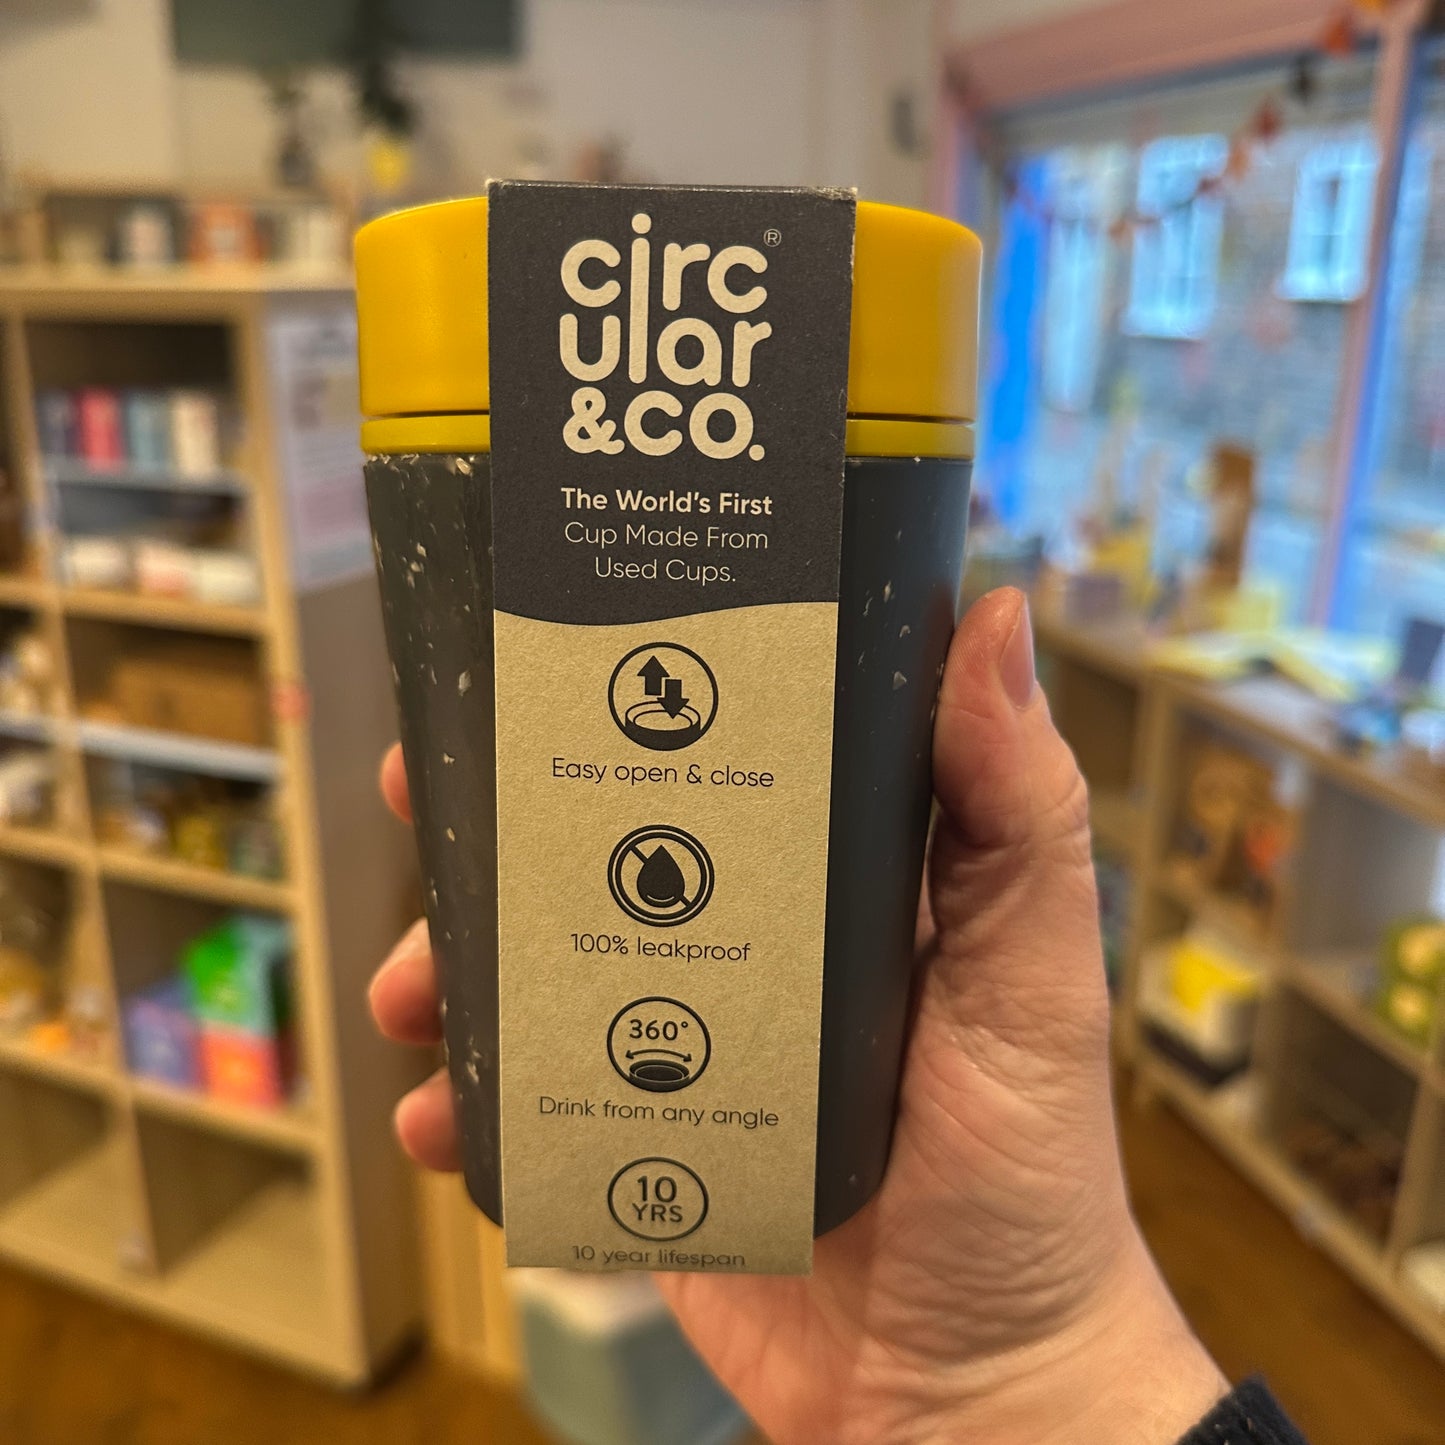 circ®
ular
&co.
The World's First
Cup Made From
Used Cups.
Easy open & close
100% leakproof
360°
Drink from any angle
10
YRS
10 year lifespan